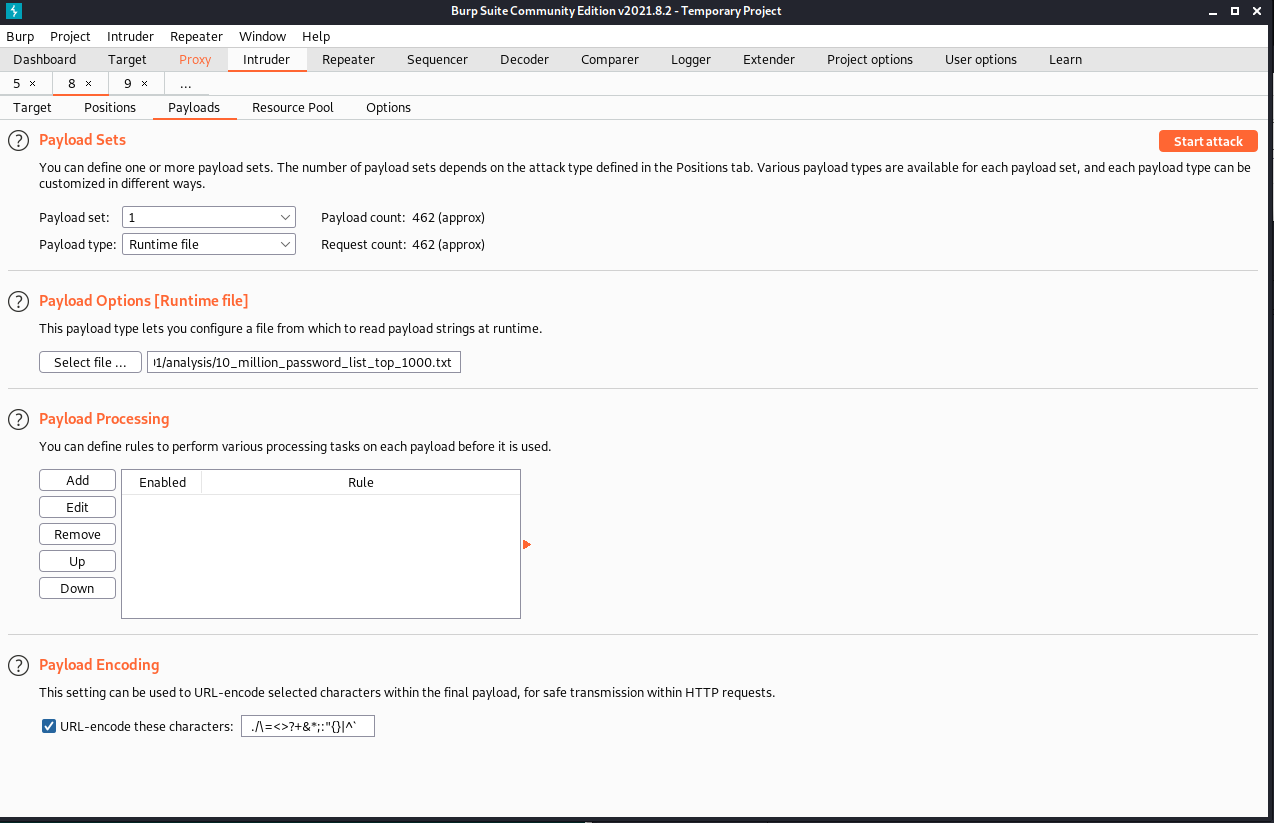 Burp Suite Community Edition v2021.8.2 - Temporary Project
Burp Project Intruder Repeater Window Help
Dashboard Target Proxy Intruder Repeater Sequencer Decoder Comparer Logger Extender Project options User options Learn
5 × 8 × 9 × ...
Target Positions Payloads Resource Pool Options
? Payload Sets Start attack
You can define one or more payload sets. The number of payload sets depends on the attack type defined in the Positions tab. Various payload types are available for each payload set, and each payload type can be
customized in different ways.
Payload set: 1 Payload count: 462 (approx)
Payload type: Runtime file Request count: 462 (approx)
? Payload Options [Runtime file]
This payload type lets you configure a file from which to read payload strings at runtime.
Select file ... 1/analysis/10_million_password_list_top_1000.txt
? Payload Processing
You can define rules to perform various processing tasks on each payload before it is used.
Add Enabled Rule
Edit
Remove
Up
Down
? Payload Encoding
This setting can be used to URL-encode selected characters within the final payload, for safe transmission within HTTP requests.
URL-encode these characters: ./\=<>?+&*;:"{}|^`